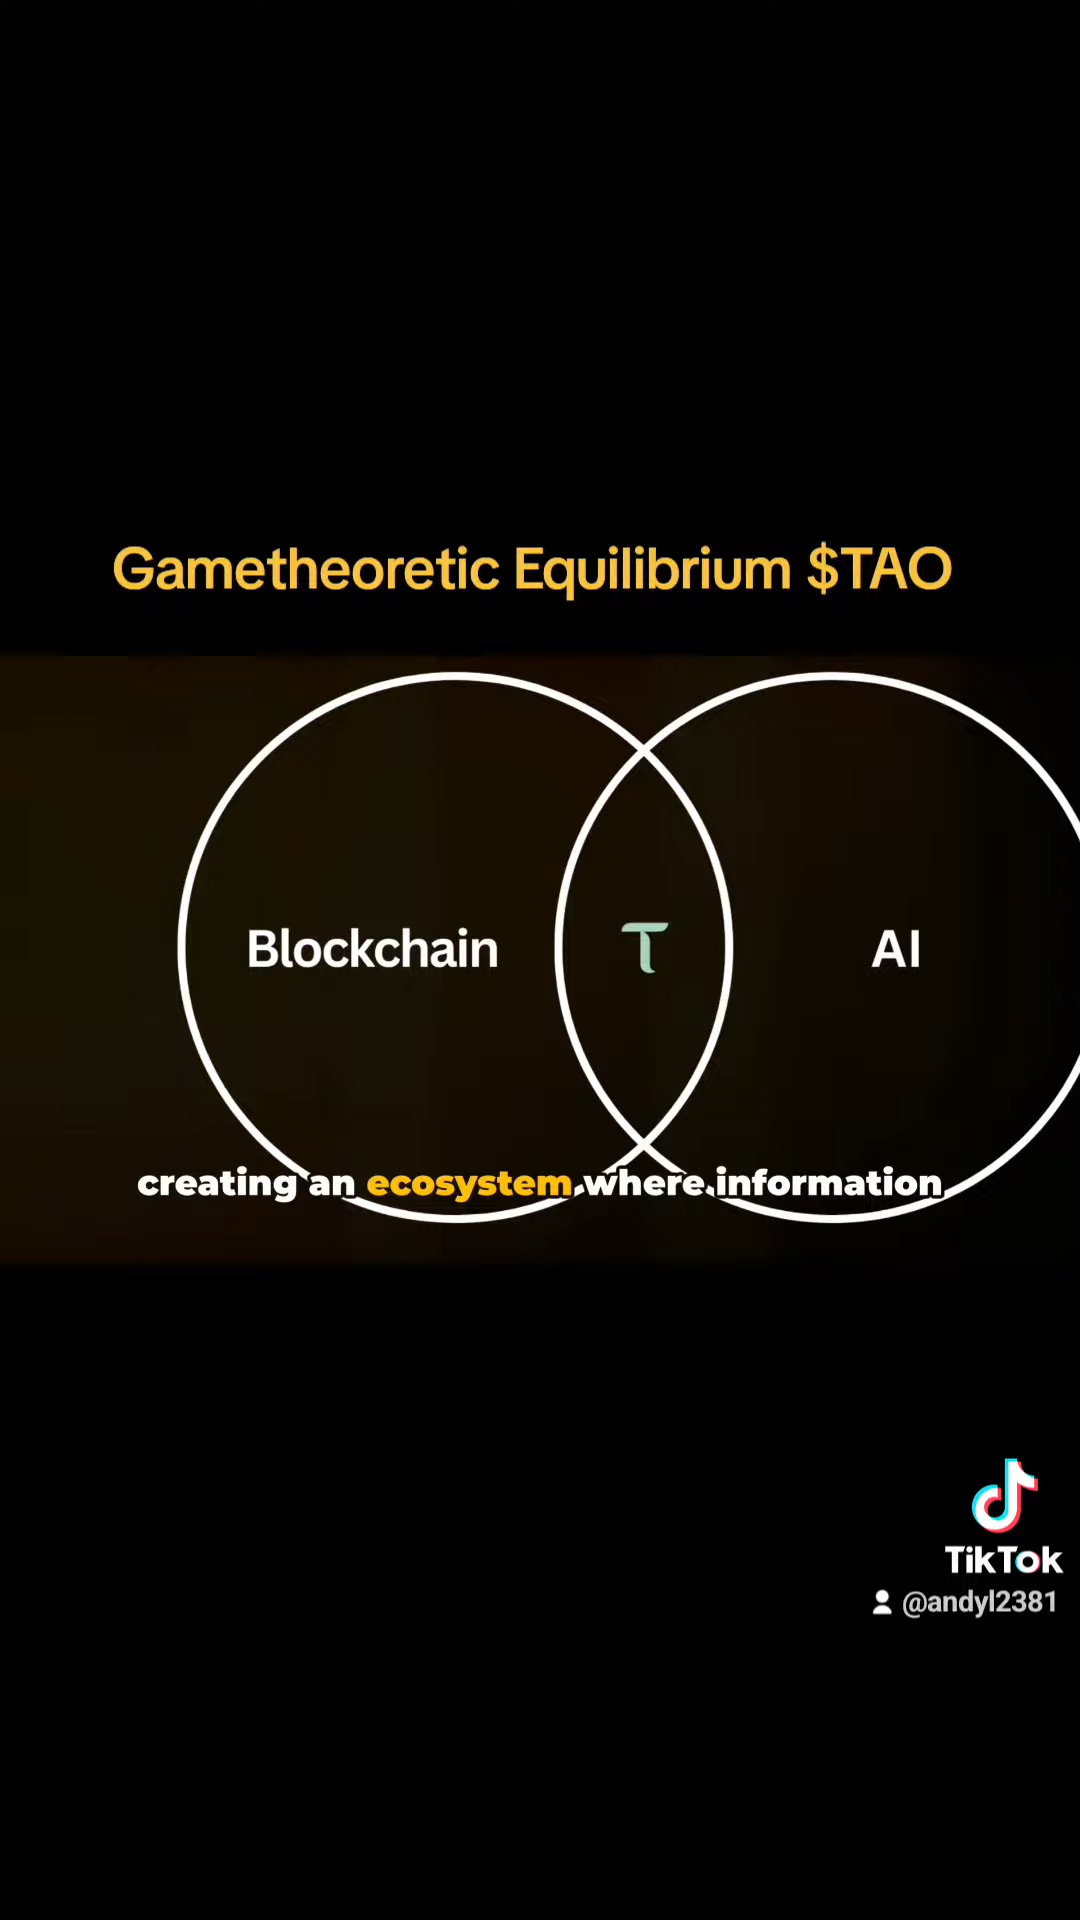 Gametheoretic Equilibrium $TAO
Blockchain
T
AI
creating an ecosystem where information
TikTok
@andyl2381